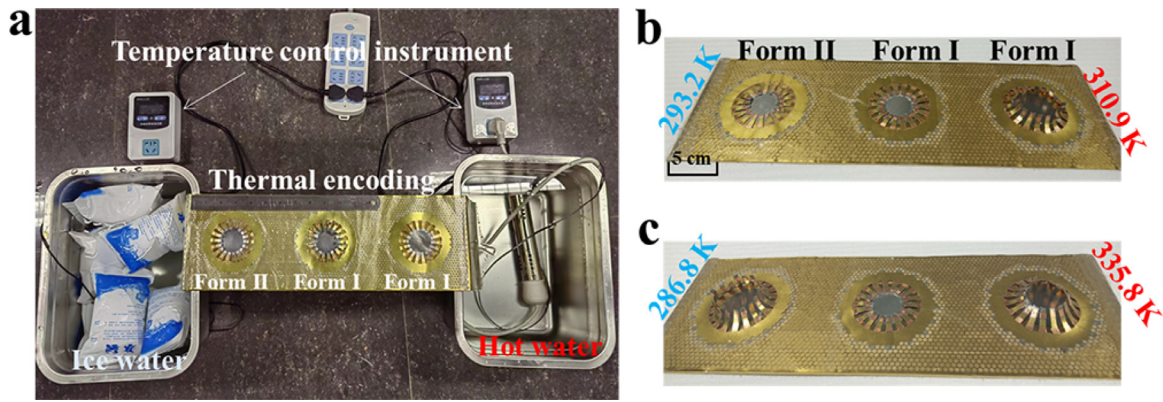 a
Temperature control instrument
Thermal encoding
Form II Form I Form I
Ice water
Hot water
b
Form II Form I Form I
293.2 K
310.9 K
5 cm
c
286.8 K
335.8 K